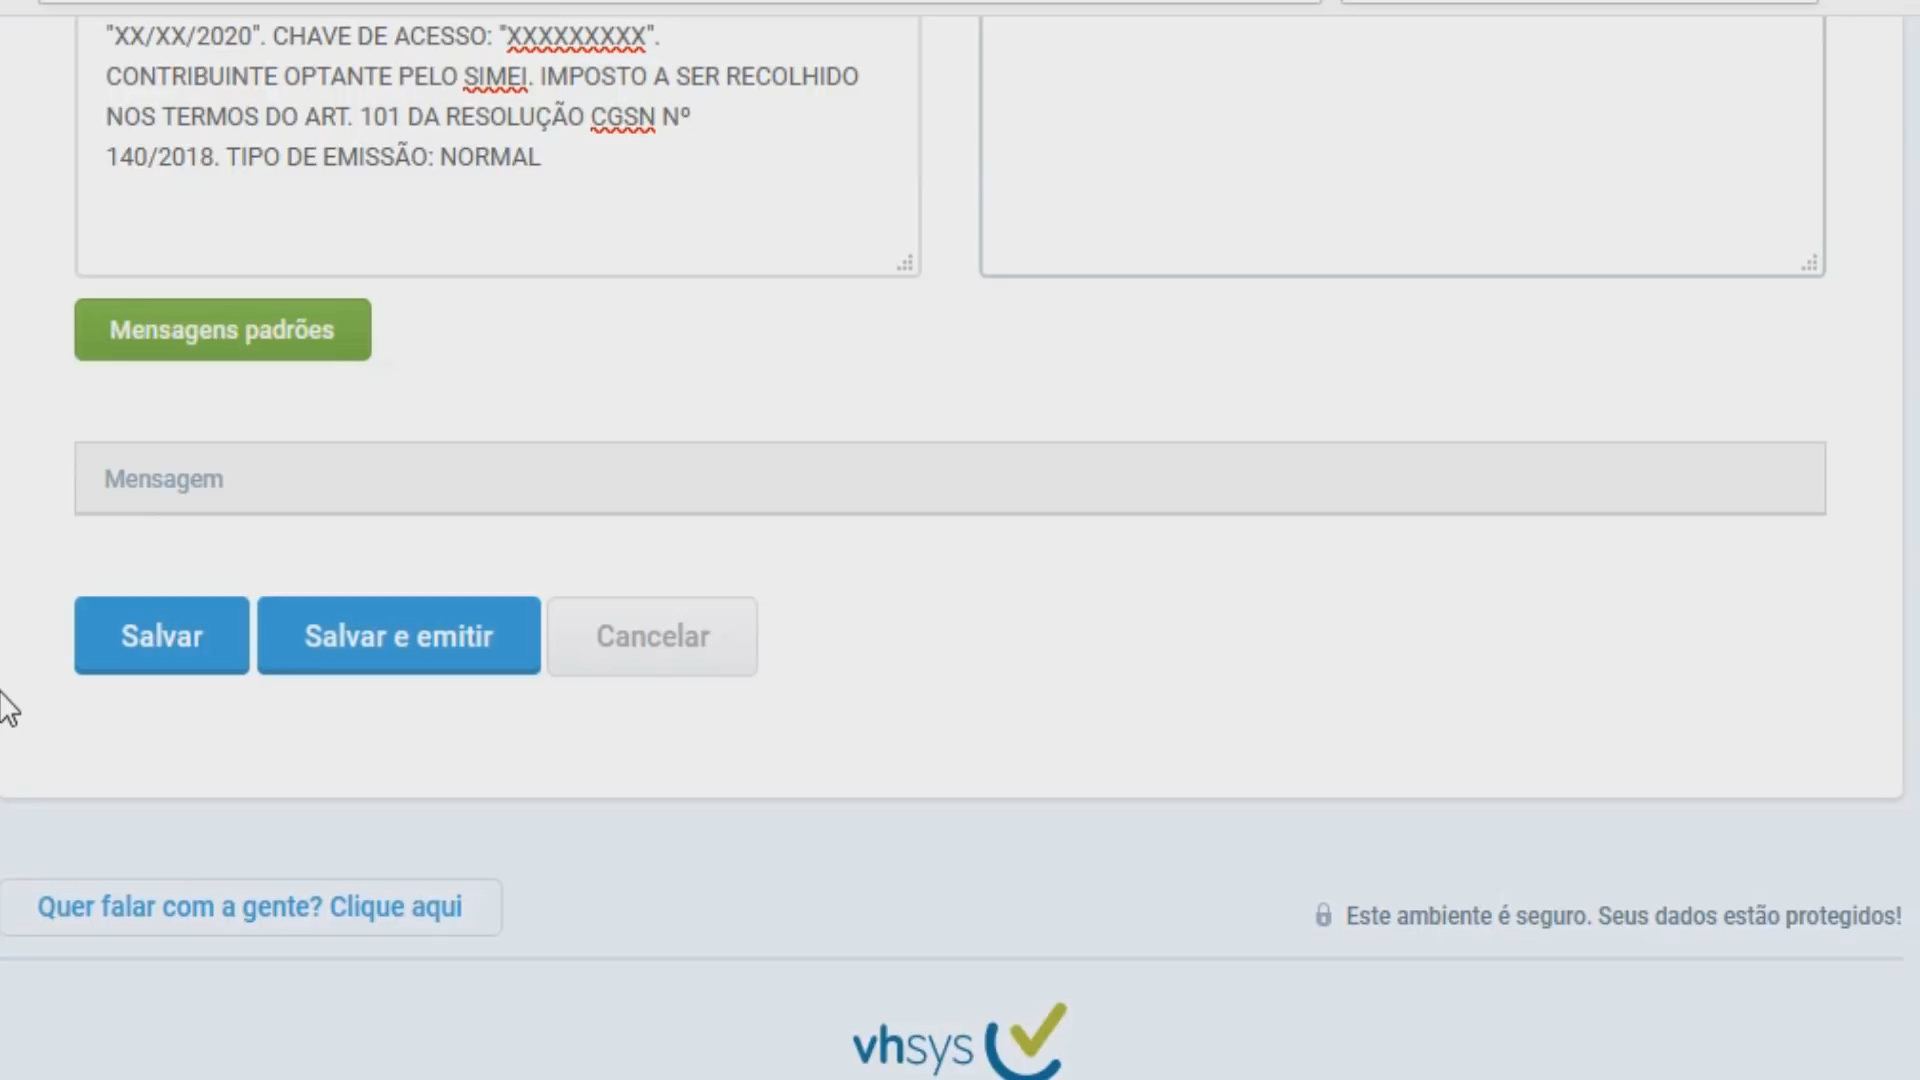 "XX/XX/2020". CHAVE DE ACESSO: "XXXXXXXXX".
CONTRIBUINTE OPTANTE PELO SIMEI. IMPOSTO A SER RECOLHIDO
NOS TERMOS DO ART. 101 DA RESOLUÇÃO CGSN Nº
140/2018. TIPO DE EMISSÃO: NORMAL
Mensagens padrões
Mensagem
Salvar
Salvar e emitir
Cancelar
Quer falar com a gente? Clique aqui
Este ambiente é seguro. Seus dados estão protegidos!
vhsys